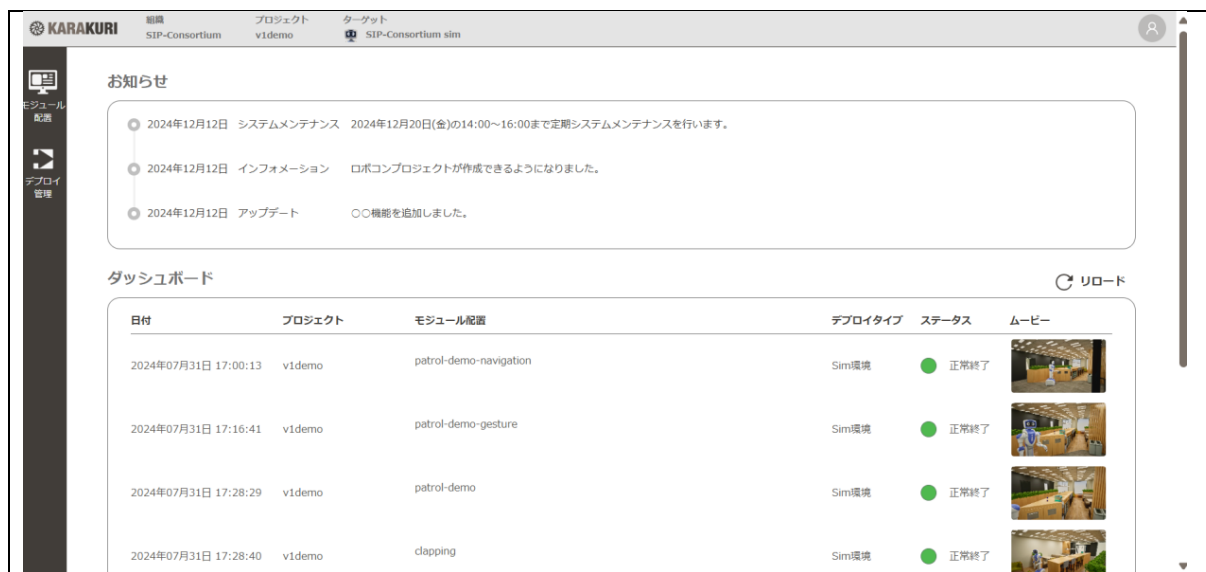 KARAKURI
組織 プロジェクト ターゲット
SIP-Consortium v1demo SIP-Consortium sim
モジュール
配置
デプロイ
管理
お知らせ
2024年12月12日 システムメンテナンス 2024年12月20日(金)の14:00～16:00まで定期システムメンテナンスを行います。
2024年12月12日 インフォメーション ロボコンプロジェクトが作成できるようになりました。
2024年12月12日 アップデート 〇〇機能を追加しました。
ダッシュボード
リロード
日付 プロジェクト モジュール配置 デプロイタイプ ステータス ムービー
2024年07月31日 17:00:13 v1demo patrol-demo-navigation Sim環境 正常終了
2024年07月31日 17:16:41 v1demo patrol-demo-gesture Sim環境 正常終了
2024年07月31日 17:28:29 v1demo patrol-demo Sim環境 正常終了
2024年07月31日 17:28:40 v1demo clapping Sim環境 正常終了